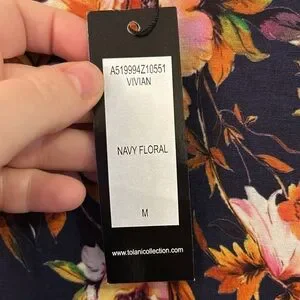 A519994Z10551
VIVIAN
NAVY FLORAL
M
www.tolanicollection.com